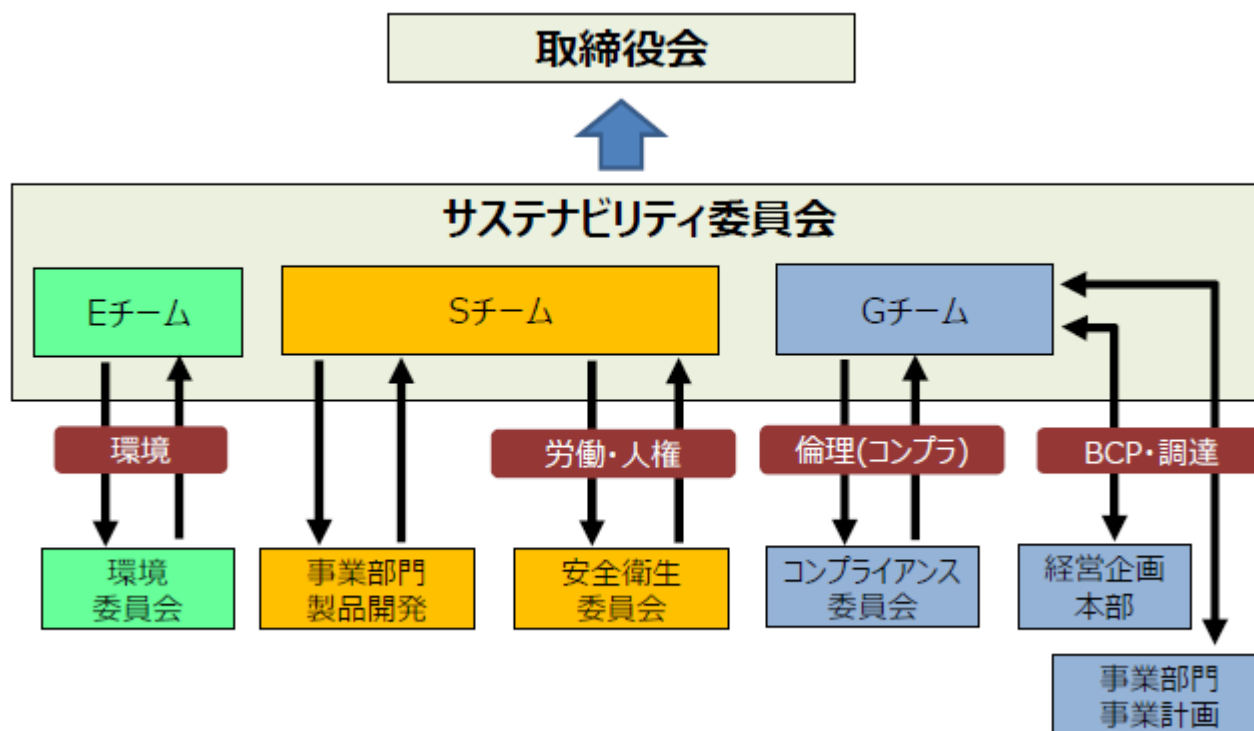 取締役会
サステナビリティ委員会
Eチーム
Sチーム
Gチーム
環境
労働・人権
倫理(コンプラ)
BCP・調達
環境
委員会
事業部門
製品開発
安全衛生
委員会
コンプライアンス
委員会
経営企画
本部
事業部門
事業計画